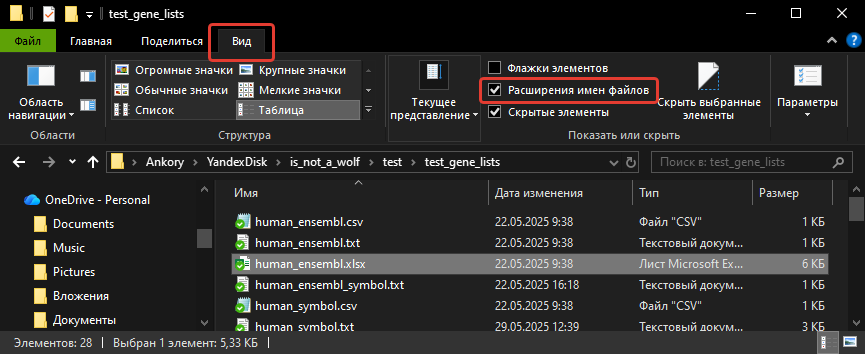 test_gene_lists
Файл Главная Поделиться Вид
Огромные значки Крупные значки
Обычные значки Мелкие значки
Список Таблица
Область навигации
Области
Структура
Текущее представление
Флажки элементов
Расширения имен файлов
Скрытые элементы
Скрыть выбранные элементы
Показать или скрыть
Параметры
Ankory YandexDisk is_not_a_wolf test test_gene_lists
Поиск в: test_gene_lists
OneDrive - Personal
Documents
Music
Pictures
Вложения
Документы
Имя Дата изменения Тип Размер
human_ensembl.csv 22.05.2025 9:38 Файл "CSV" 1 КБ
human_ensembl.txt 22.05.2025 9:38 Текстовый докум... 1 КБ
human_ensembl.xlsx 22.05.2025 9:38 Лист Microsoft Ex... 6 КБ
human_ensembl_symbol.txt 22.05.2025 16:18 Текстовый докум... 1 КБ
human_symbol.csv 22.05.2025 9:38 Файл "CSV" 1 КБ
human_symbol.txt 29.05.2025 12:39 Текстовый докум... 3 КБ
Элементов: 28 Выбран 1 элемент: 5,33 КБ